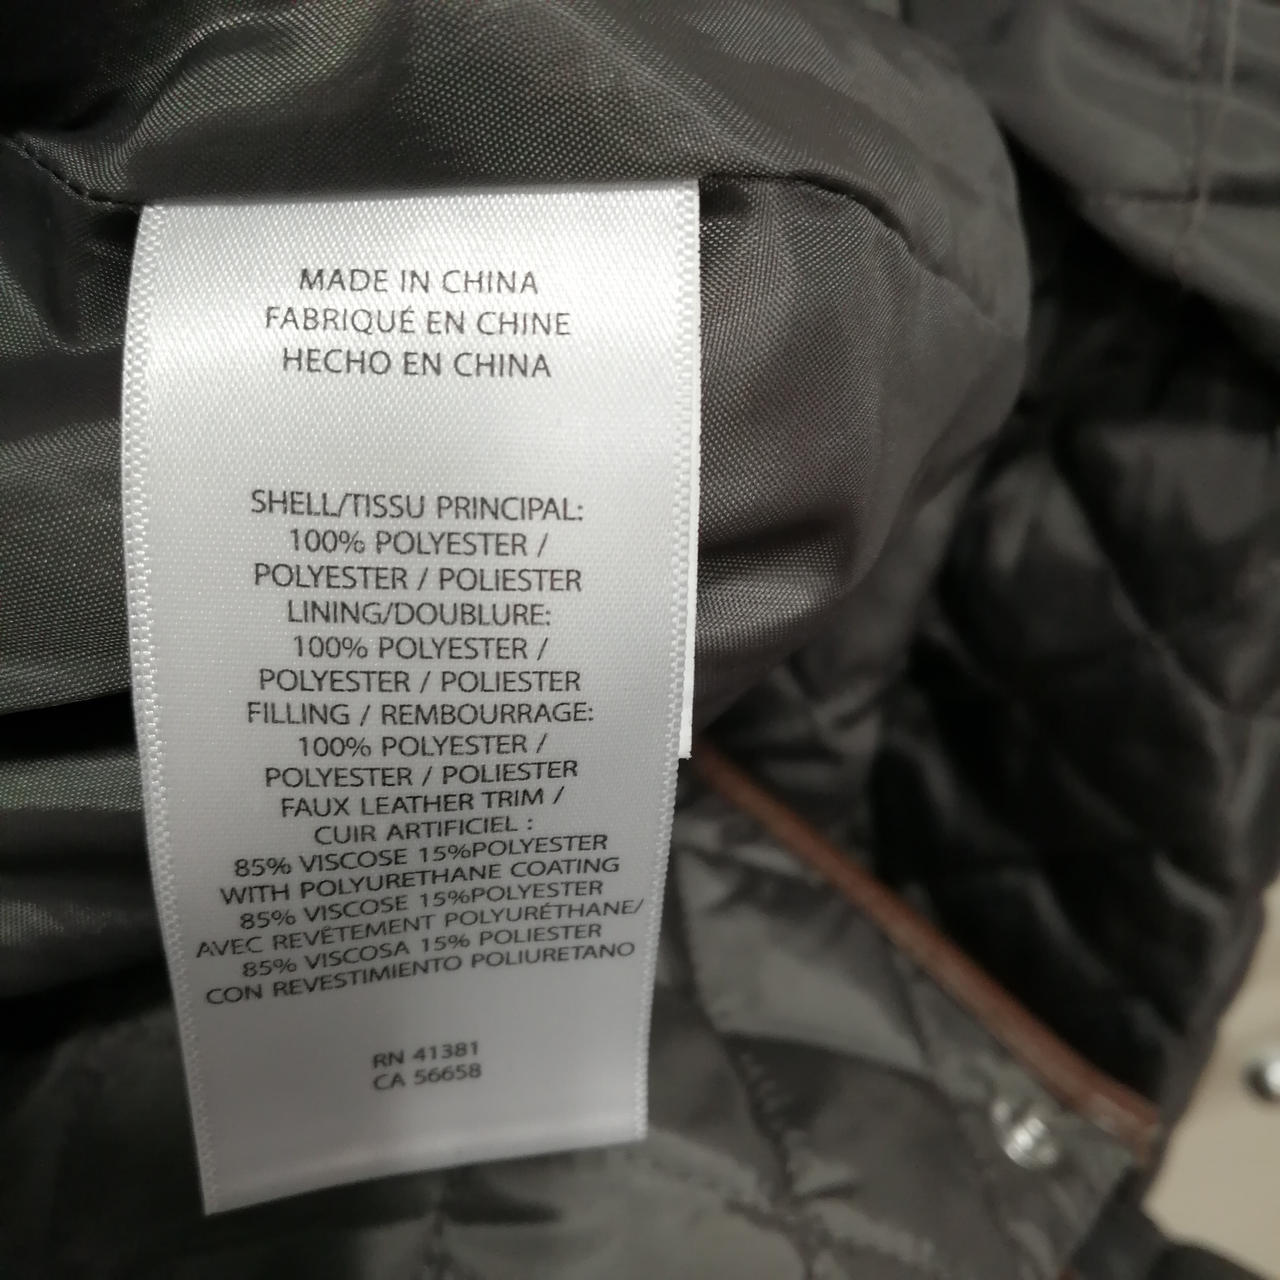 MADE IN CHINA
FABRIQUÉ EN CHINE
HECHO EN CHINA
SHELL/TISSU PRINCIPAL:
100% POLYESTER /
POLYESTER / POLIESTER
LINING/DOUBLURE:
100% POLYESTER /
POLYESTER / POLIESTER
FILLING / REMBOURRAGE:
100% POLYESTER /
POLYESTER / POLIESTER
FAUX LEATHER TRIM /
CUIR ARTIFICIEL :
85% VISCOSE 15%POLYESTER
WITH POLYURETHANE COATING
85% VISCOSE 15%POLYESTER
AVEC REVÊTEMENT POLYURÉTHANE/
85% VISCOSA 15% POLIESTER
CON REVESTIMIENTO POLIURETANO
RN 41381
CA 56658